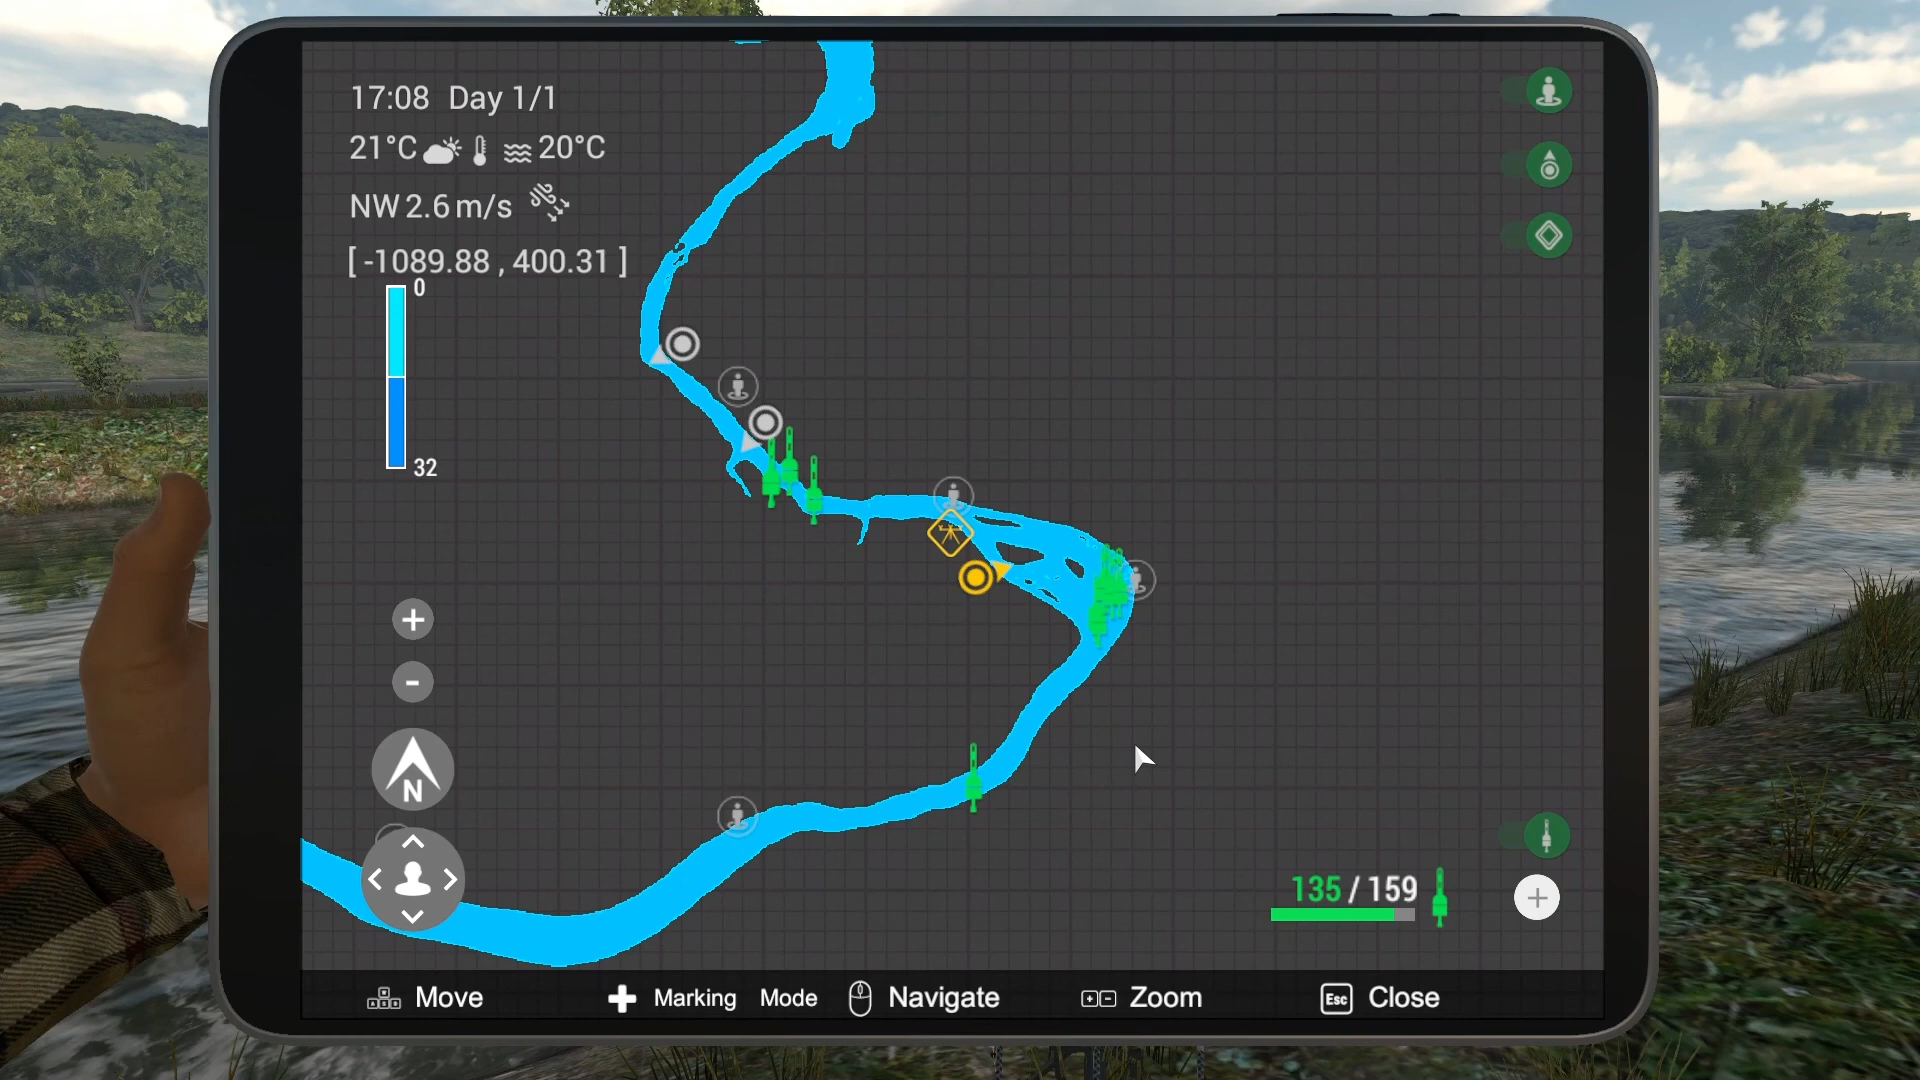 17:08 Day 1/1
21°C 20°C
NW 2.6 m/s
[ -1089.88 , 400.31 ]
0
32
+
-
N
135 / 159
+
Move
Marking Mode
Navigate
+ - Zoom
Esc Close